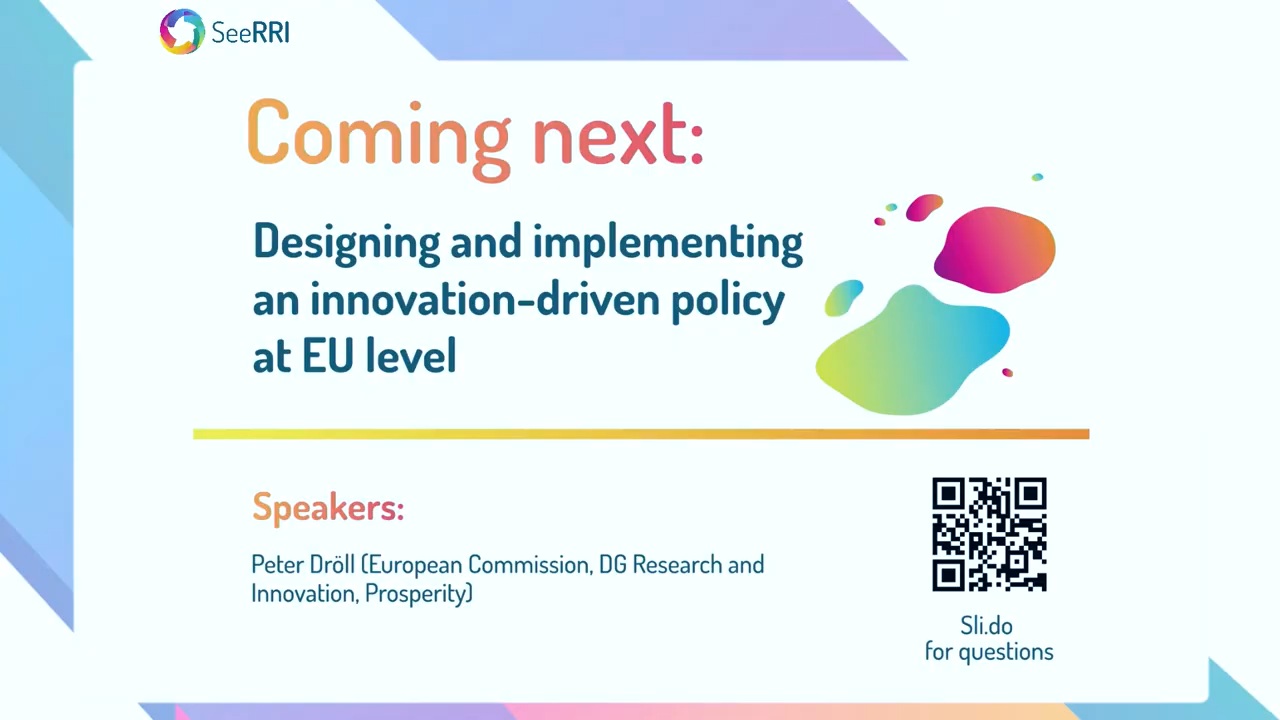 SeeRRI
Coming next:
Designing and implementing
an innovation-driven policy
at EU level
Speakers:
Peter Dröll (European Commission, DG Research and
Innovation, Prosperity)
Sli.do
for questions